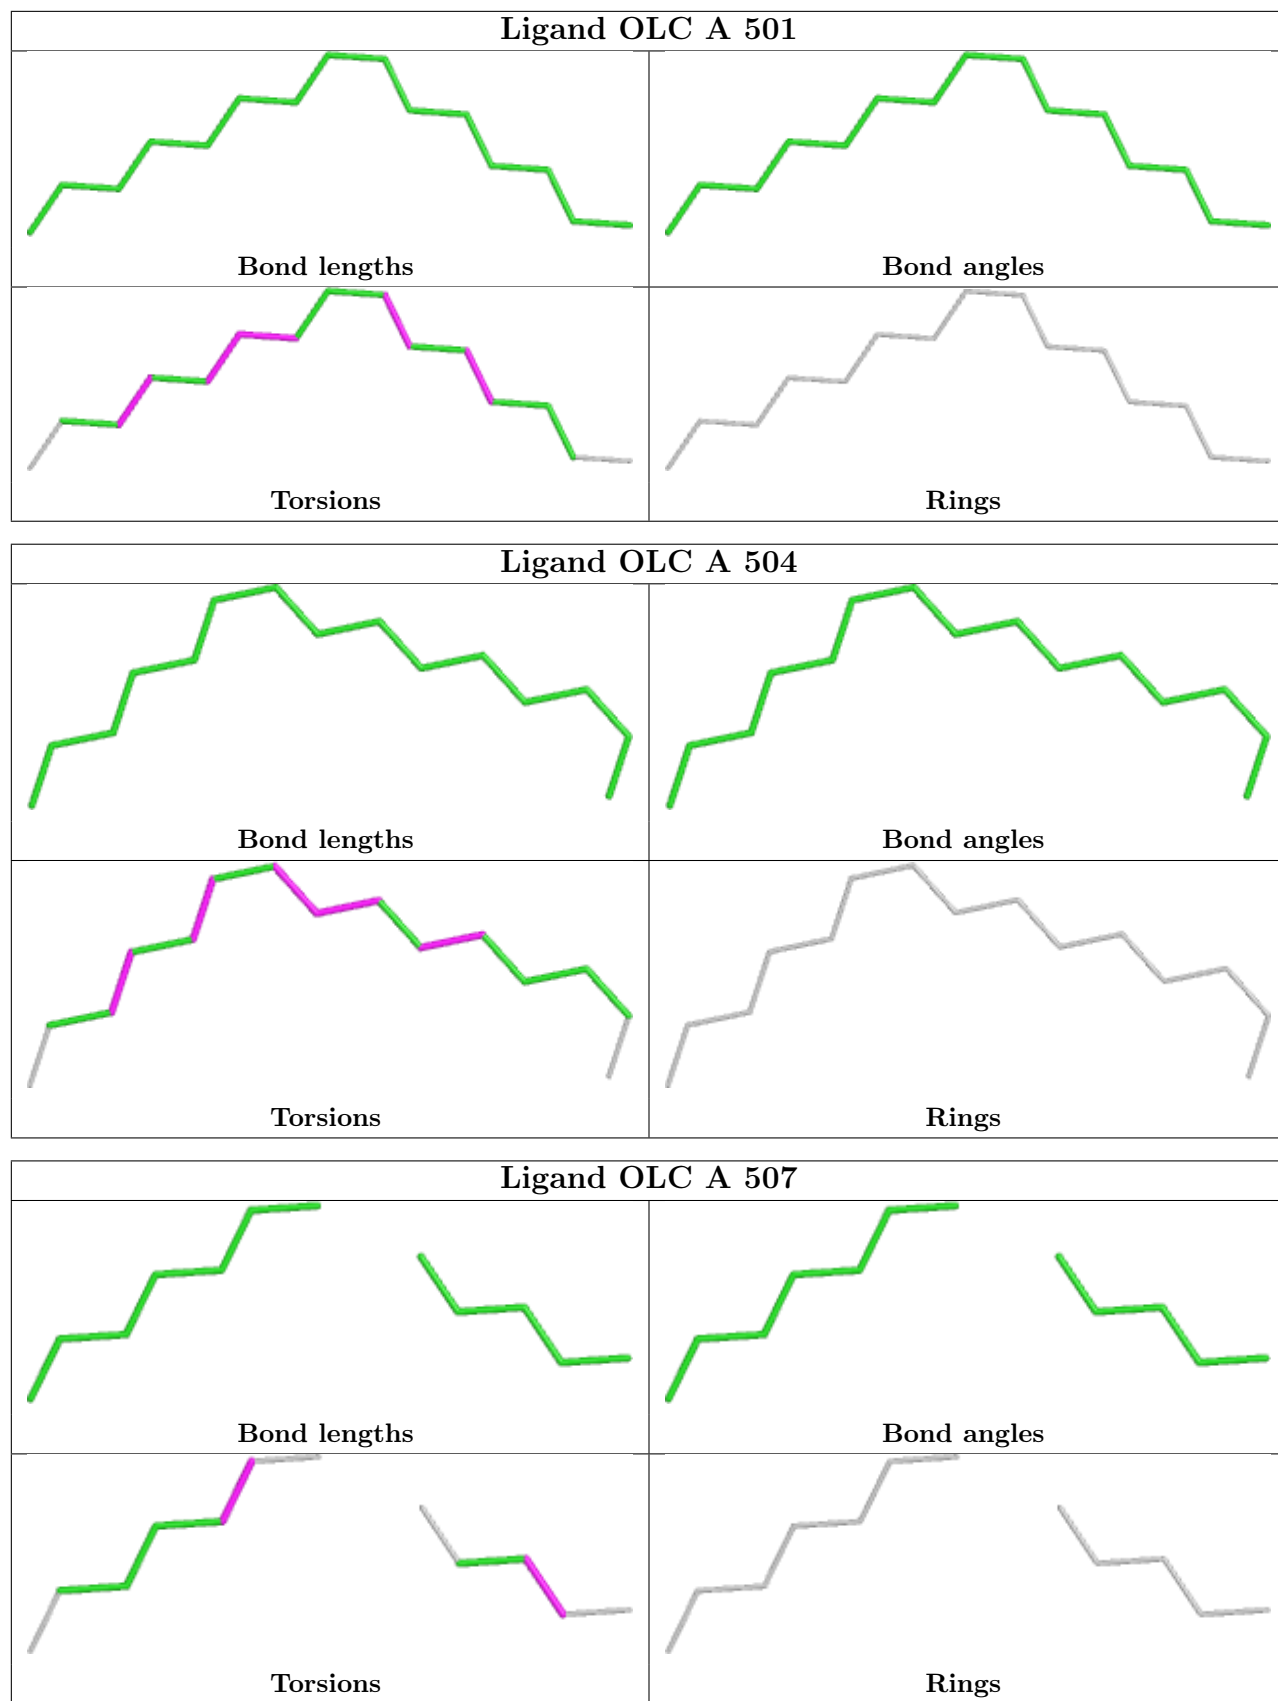 Ligand OLC A 501
Bond lengths
Bond angles
Torsions
Rings
Ligand OLC A 504
Bond lengths
Bond angles
Torsions
Rings
Ligand OLC A 507
Bond lengths
Bond angles
Torsions
Rings